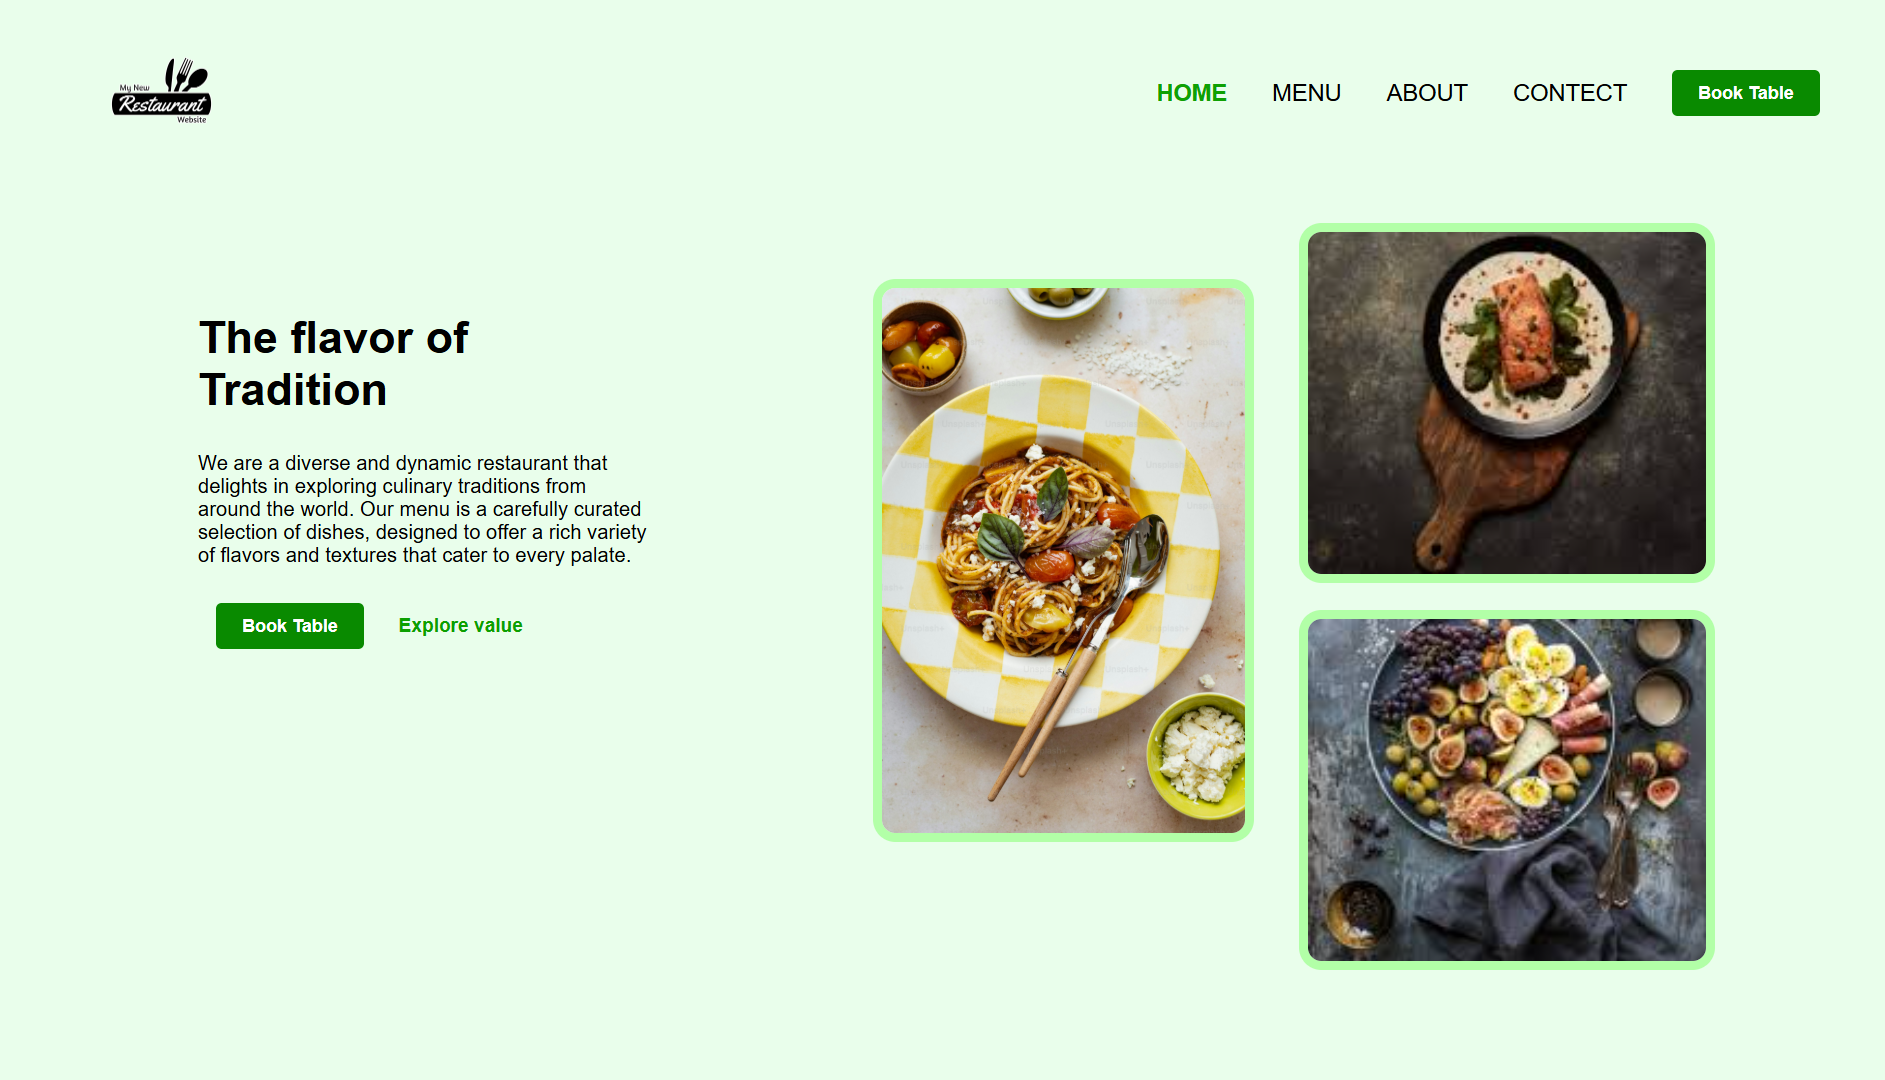 My New
Restaurant
Website
HOME MENU ABOUT CONTECT Book Table
The flavor of
Tradition
We are a diverse and dynamic restaurant that
delights in exploring culinary traditions from
around the world. Our menu is a carefully curated
selection of dishes, designed to offer a rich variety
of flavors and textures that cater to every palate.
Book Table Explore value